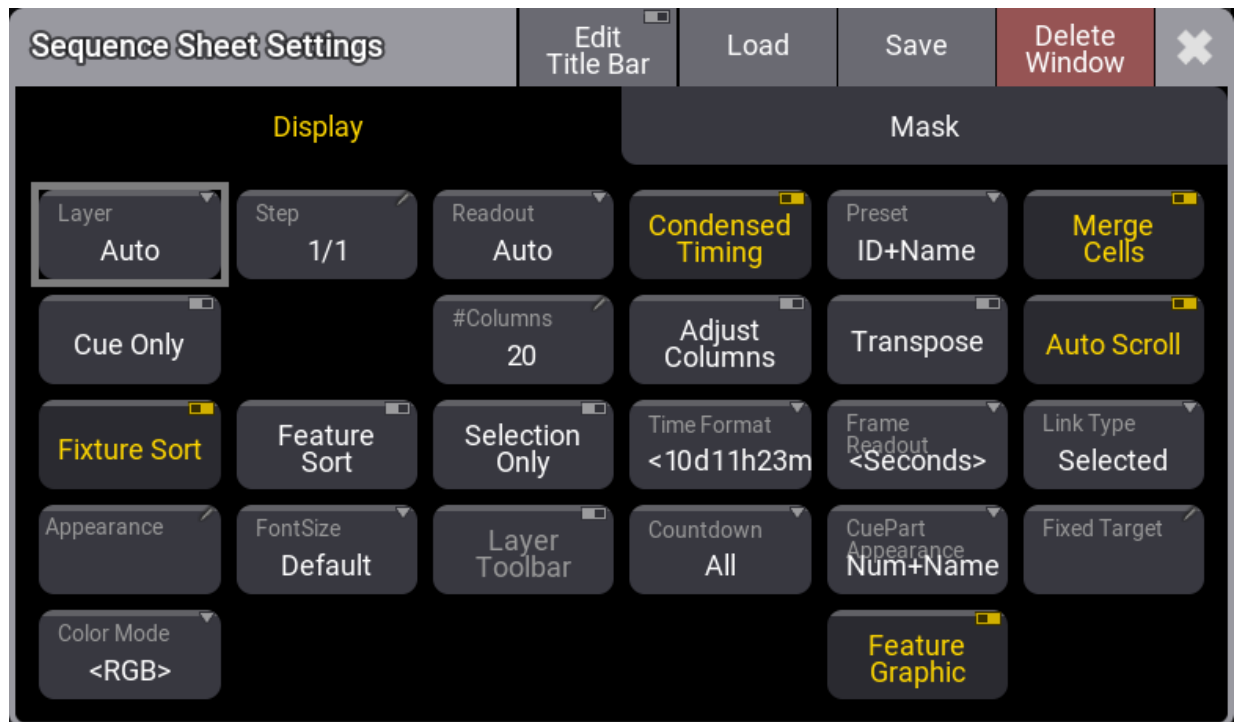 Sequence Sheet Settings
Edit
Title Bar
Load
Save
Delete
Window
Display
Mask
Layer
Auto
Step
1/1
Readout
Auto
Condensed
Timing
Preset
ID+Name
Merge
Cells
Cue Only
#Columns
20
Adjust
Columns
Transpose
Auto Scroll
Fixture Sort
Feature
Sort
Selection
Only
Time Format
<10d11h23m
Frame
Readout
<Seconds>
Link Type
Selected
Appearance
FontSize
Default
Layer
Toolbar
Countdown
All
CuePart
Appearance
Num+Name
Fixed Target
Color Mode
<RGB>
Feature
Graphic